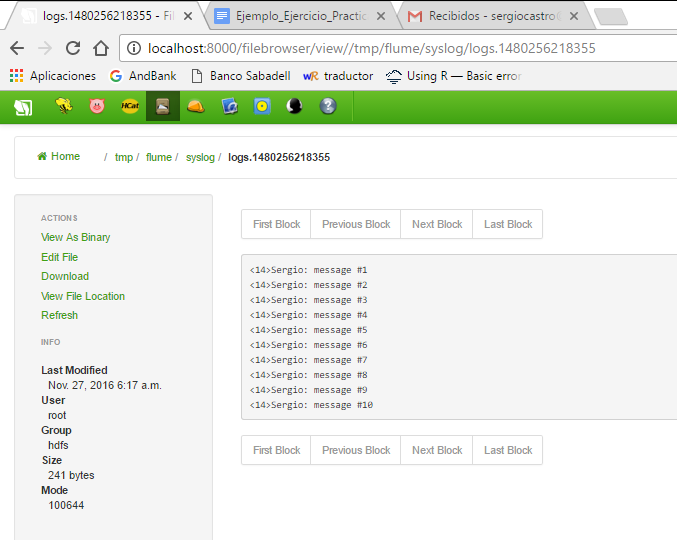 logs.1480256218355 - Fi
Ejemplo_Ejercicio_Practic
Recibidos - sergiocastro
localhost:8000/filebrowser/view//tmp/flume/syslog/logs.1480256218355
Aplicaciones
AndBank
Banco Sabadell
traductor
Using R — Basic error
HCat
Home / tmp / flume / syslog / logs.1480256218355
ACTIONS
View As Binary
Edit File
Download
View File Location
Refresh
INFO
Last Modified
Nov. 27, 2016 6:17 a.m.
User
root
Group
hdfs
Size
241 bytes
Mode
100644
First Block Previous Block Next Block Last Block
<14>Sergio: message #1
<14>Sergio: message #2
<14>Sergio: message #3
<14>Sergio: message #4
<14>Sergio: message #5
<14>Sergio: message #6
<14>Sergio: message #7
<14>Sergio: message #8
<14>Sergio: message #9
<14>Sergio: message #10
First Block Previous Block Next Block Last Block